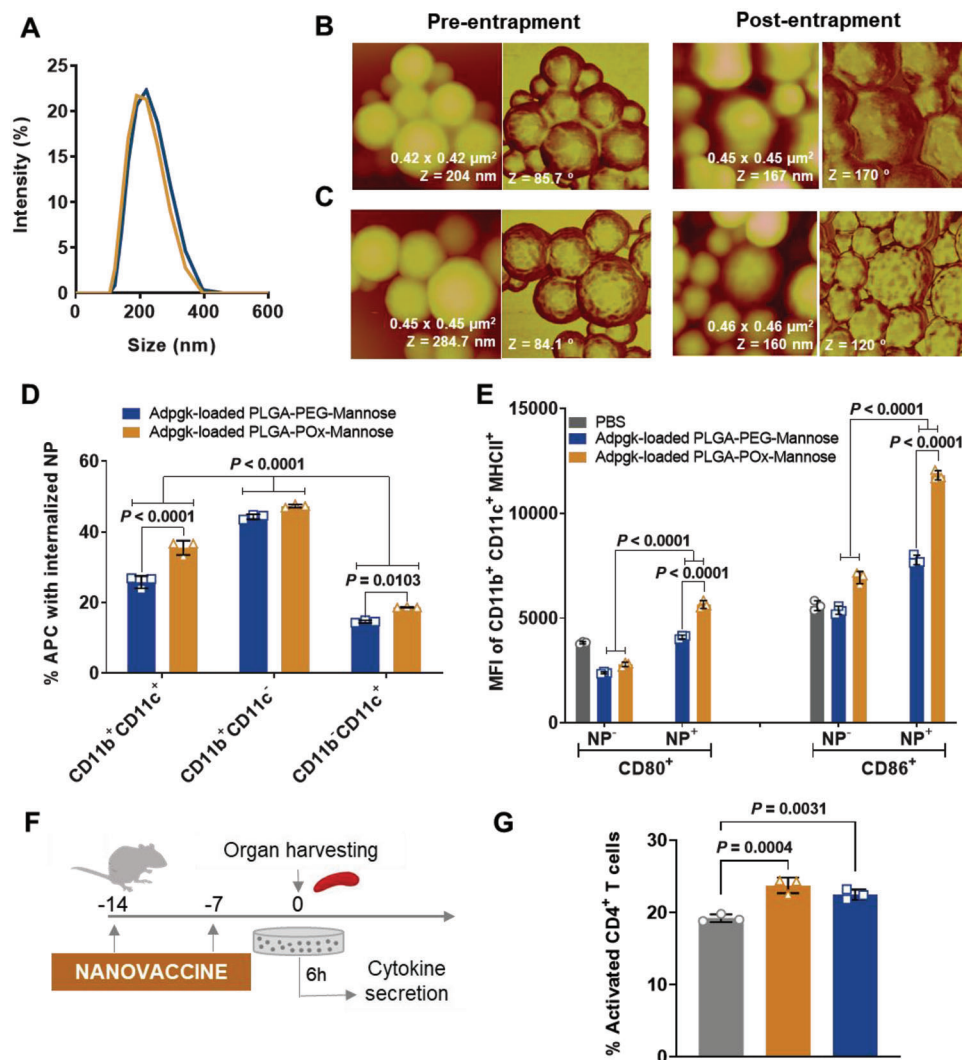 A
25
20
15
10
5
0
Intensity (%)
0
200
400
600
Size (nm)
B
Pre-entrapment
Post-entrapment
0.42 x 0.42 µm²
Z = 204 nm
Z = 85.7 º
0.45 x 0.45 µm²
Z = 167 nm
Z = 170 º
C
0.45 x 0.45 µm²
Z = 284.7 nm
Z = 84.1 º
0.46 x 0.46 µm²
Z = 160 nm
Z = 120 º
D
Adpgk-loaded PLGA-PEG-Mannose
Adpgk-loaded PLGA-POx-Mannose
% APC with internalized NP
60
40
20
0
P < 0.0001
P < 0.0001
P = 0.0103
CD11b⁺CD11c⁺
CD11b⁺CD11c⁻
CD11b⁻CD11c⁺
E
PBS
Adpgk-loaded PLGA-PEG-Mannose
Adpgk-loaded PLGA-POx-Mannose
MFI of CD11b⁺ CD11c⁺ MHCII⁺
15000
10000
5000
0
P < 0.0001
P < 0.0001
P < 0.0001
P < 0.0001
NP⁻
NP⁺
NP⁻
NP⁺
CD80⁺
CD86⁺
F
Organ harvesting
-14
-7
0
NANOVACCINE
6h
Cytokine
secretion
G
% Activated CD4⁺ T cells
30
20
10
0
P = 0.0031
P = 0.0004